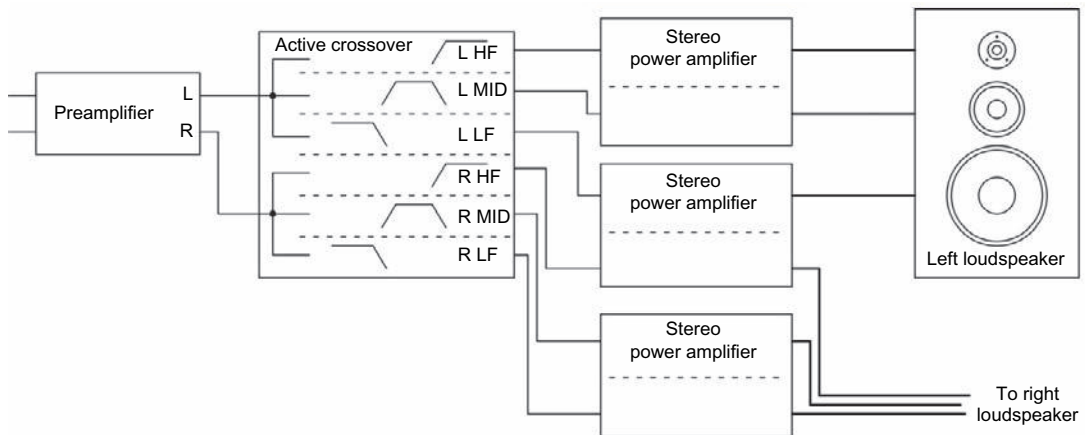 Preamplifier
L
R
Active crossover
L HF
L MID
L LF
R HF
R MID
R LF
Stereo
power amplifier
Stereo
power amplifier
Stereo
power amplifier
Left loudspeaker
To right
loudspeaker